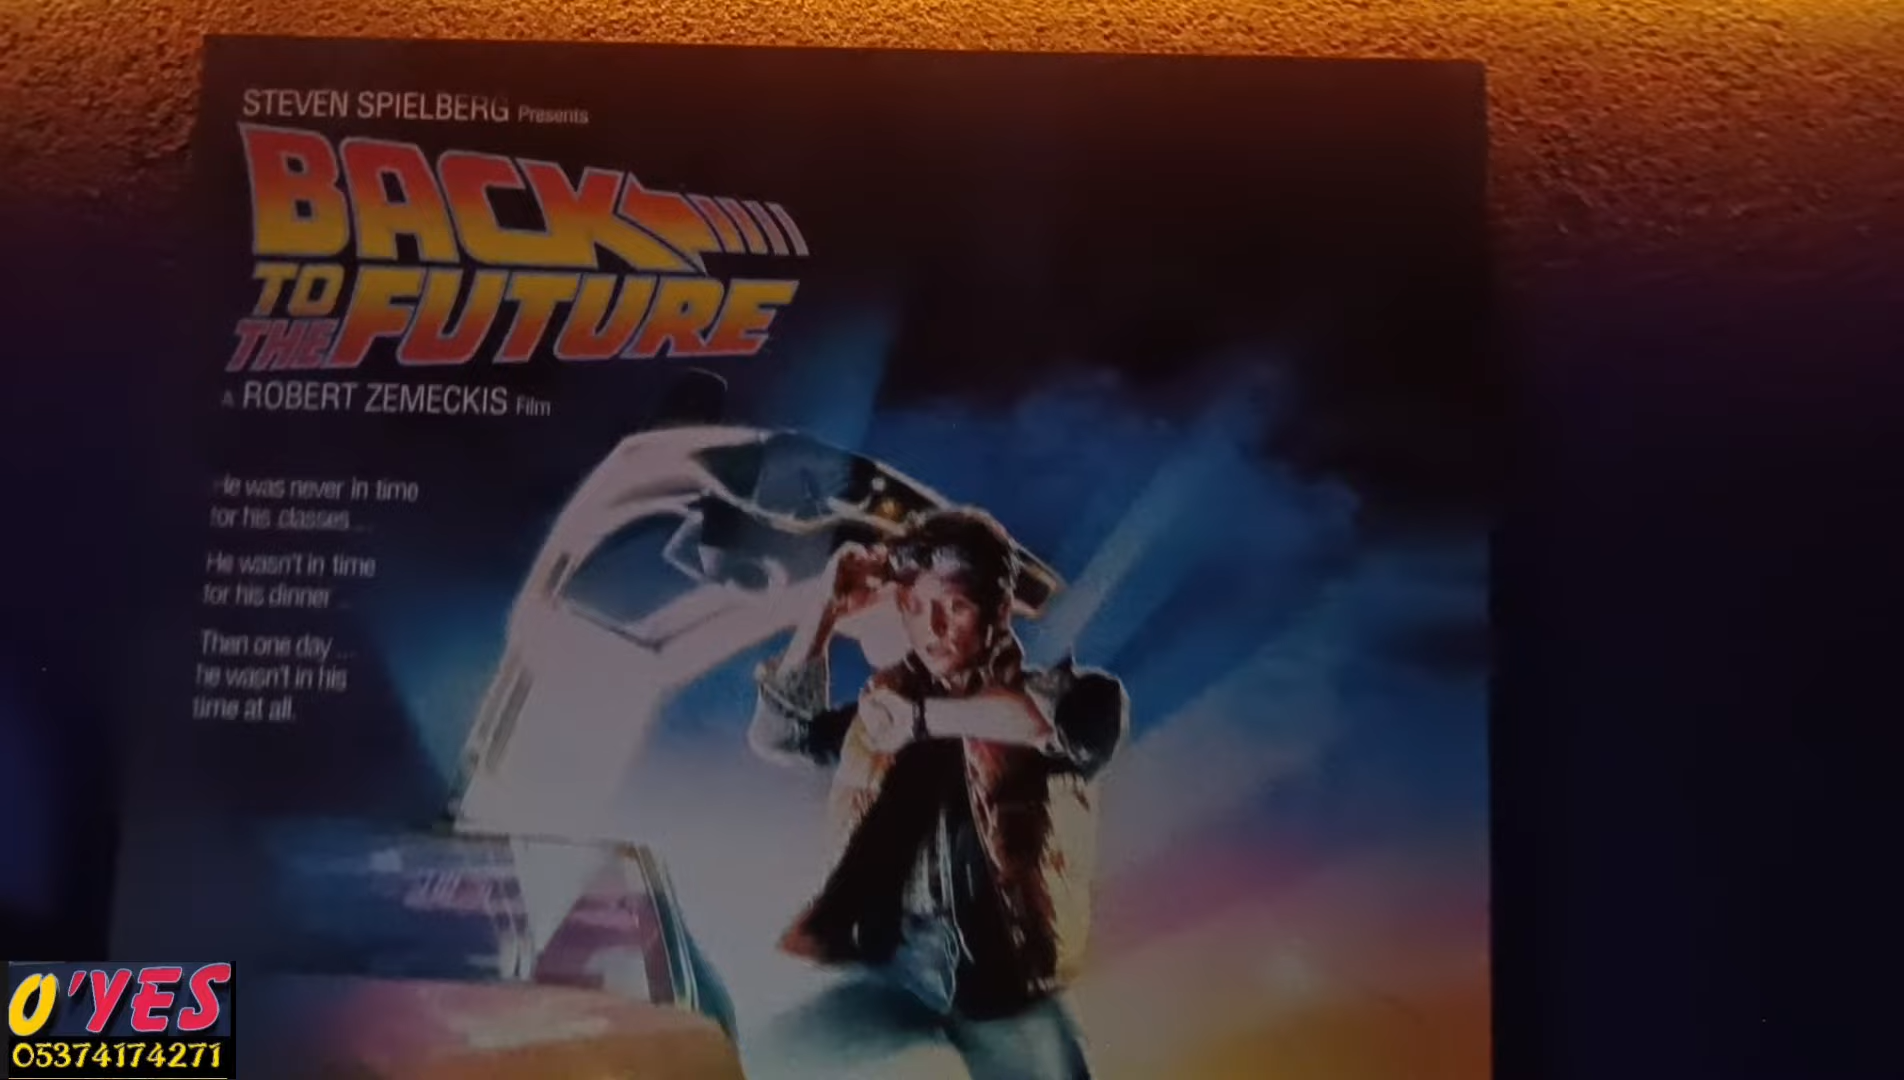 STEVEN SPIELBERG Presents
BACK
TO
THE FUTURE
A ROBERT ZEMECKIS Film
He was never in time
for his classes...
He wasn't in time
for his dinner...
Then one day...
he wasn't in his
time at all.
O'YES
05374174271